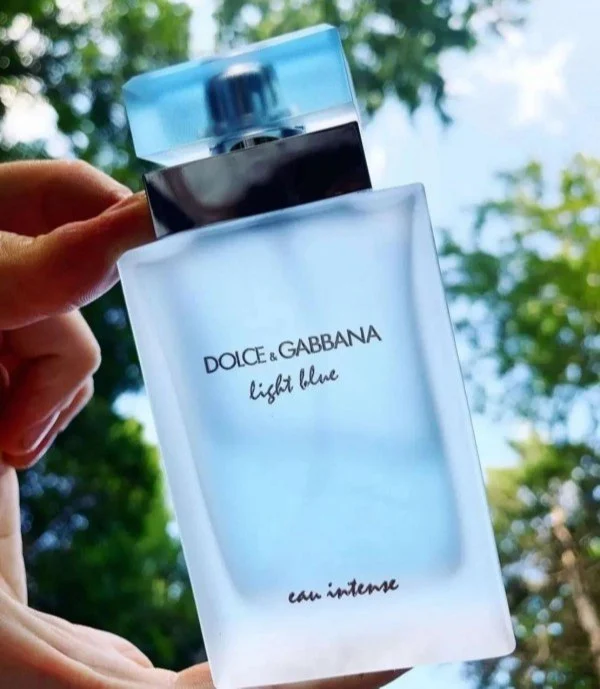 DOLCE & GABBANA
light blue
eau intense